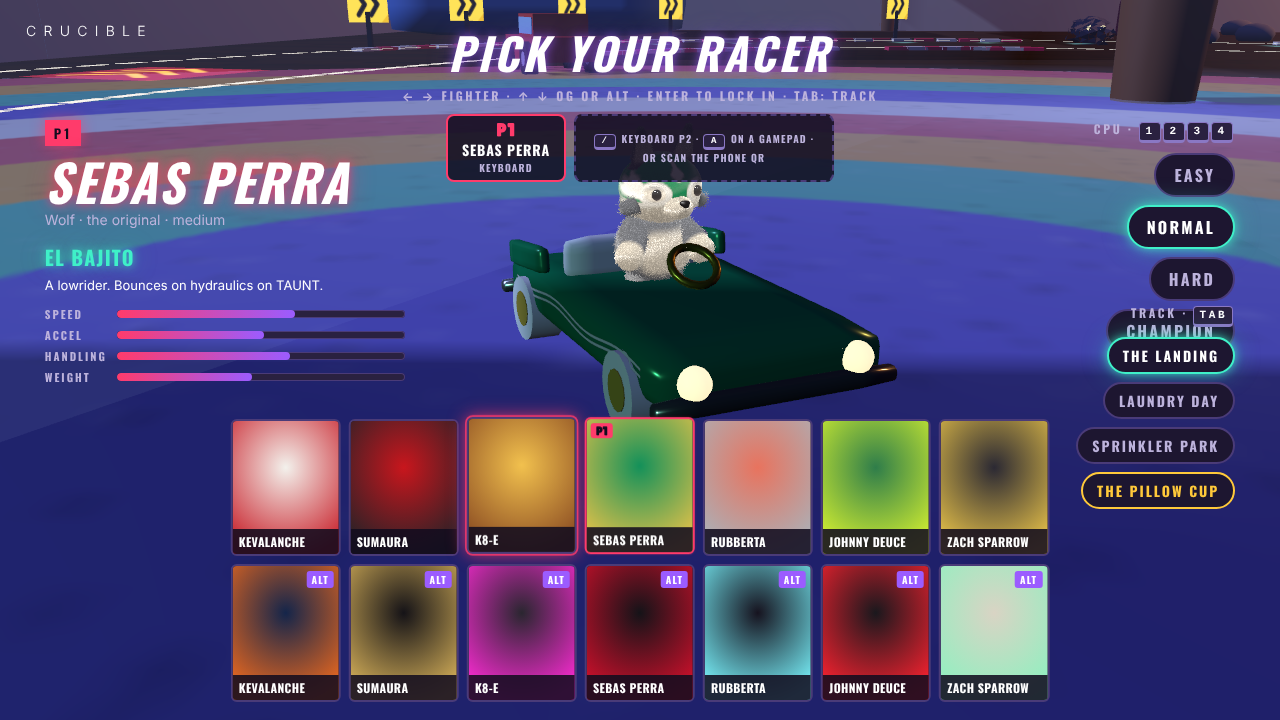 CRUCIBLE
PICK YOUR RACER
← → FIGHTER · ↑ ↓ OG OR ALT · ENTER TO LOCK IN · TAB: TRACK
P1
SEBAS PERRA
Wolf · the original · medium
EL BAJITO
A lowrider. Bounces on hydraulics on TAUNT.
SPEED
ACCEL
HANDLING
WEIGHT
P1
SEBAS PERRA
KEYBOARD
/ KEYBOARD P2 · A ON A GAMEPAD ·
OR SCAN THE PHONE QR
CPU · 1 2 3 4
EASY
NORMAL
HARD
CHAMPION
TRACK · TAB
THE LANDING
LAUNDRY DAY
SPRINKLER PARK
THE PILLOW CUP
P1
KEVALANCHE
SUMAURA
K8-E
SEBAS PERRA
RUBBERTA
JOHNNY DEUCE
ZACH SPARROW
ALT
ALT
ALT
ALT
ALT
ALT
ALT
KEVALANCHE
SUMAURA
K8-E
SEBAS PERRA
RUBBERTA
JOHNNY DEUCE
ZACH SPARROW